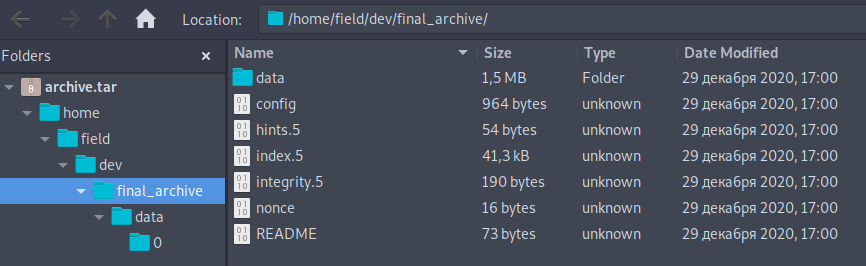 Location: /home/field/dev/final_archive/
Folders
archive.tar
home
field
dev
final_archive
data
0
Name Size Type Date Modified
data 1,5 MB Folder 29 декабря 2020, 17:00
config 964 bytes unknown 29 декабря 2020, 17:00
hints.5 54 bytes unknown 29 декабря 2020, 17:00
index.5 41,3 kB unknown 29 декабря 2020, 17:00
integrity.5 190 bytes unknown 29 декабря 2020, 17:00
nonce 16 bytes unknown 29 декабря 2020, 17:00
README 73 bytes unknown 29 декабря 2020, 17:00